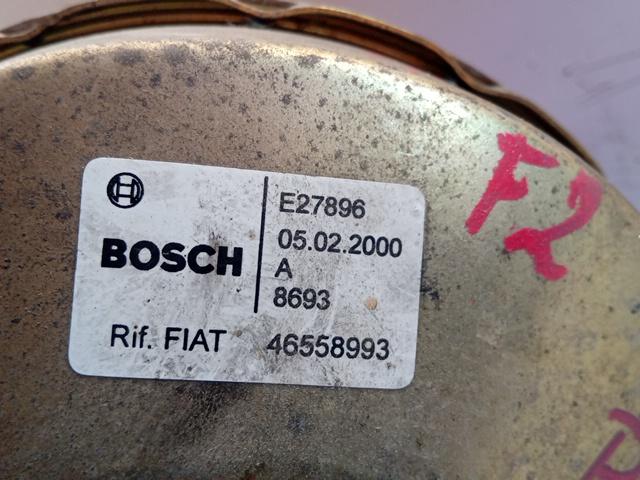 E27896
BOSCH
05.02.2000
A
8693
Rif. FIAT 46558993
F2